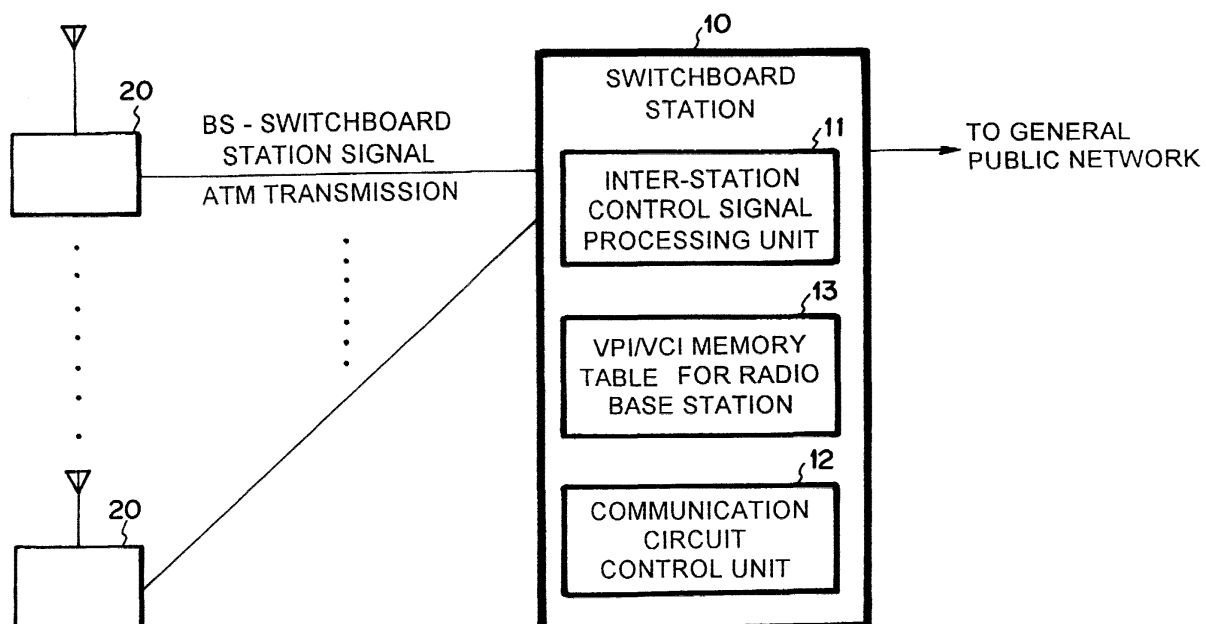 10
SWITCHBOARD
STATION
20
BS - SWITCHBOARD
STATION SIGNAL
ATM TRANSMISSION
11
INTER-STATION
CONTROL SIGNAL
PROCESSING UNIT
TO GENERAL
PUBLIC NETWORK
13
VPI/VCI MEMORY
TABLE FOR RADIO
BASE STATION
12
COMMUNICATION
CIRCUIT
CONTROL UNIT
20